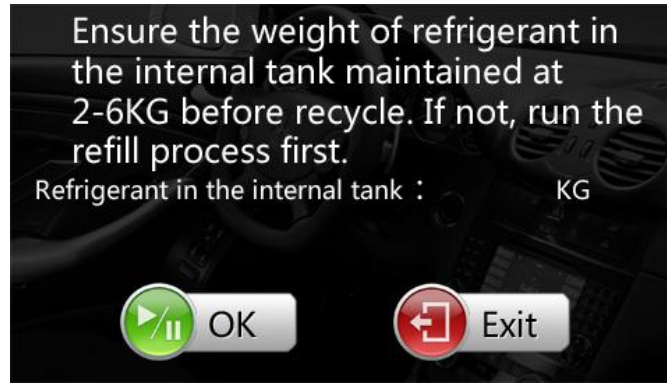 Ensure the weight of refrigerant in
the internal tank maintained at
2-6KG before recycle. If not, run the
refill process first.
Refrigerant in the internal tank： KG
OK Exit